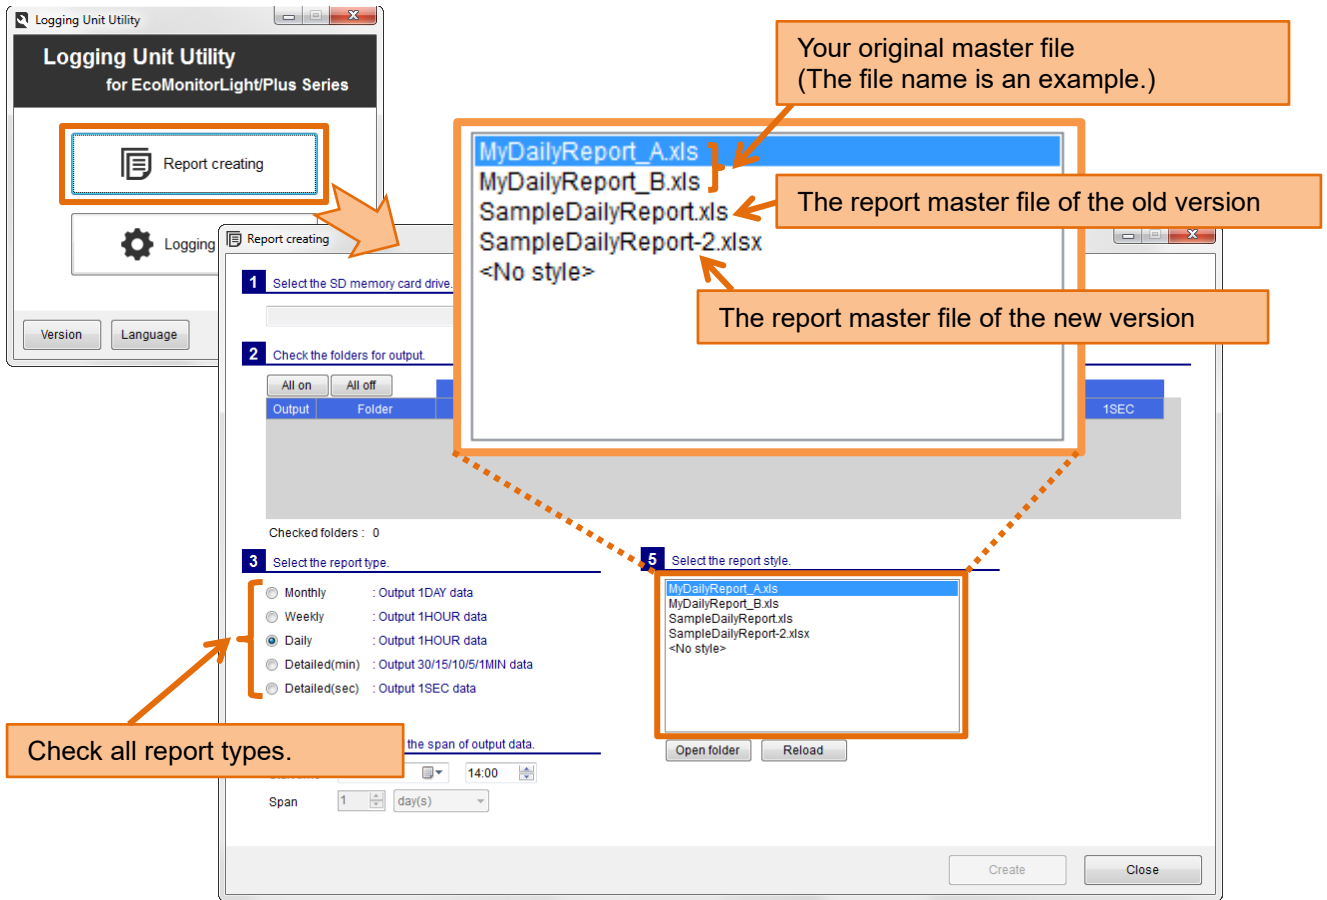 Logging Unit Utility
Logging Unit Utility
for EcoMonitorLight/Plus Series
Report creating
Logging
Version
Language
Your original master file
(The file name is an example.)
MyDailyReport_A.xls
MyDailyReport_B.xls
SampleDailyReport.xls
SampleDailyReport-2.xlsx
<No style>
The report master file of the old version
The report master file of the new version
Report creating
1 Select the SD memory card drive.
2 Check the folders for output.
All on All off
Output Folder 1SEC
Checked folders : 0
3 Select the report type.
Monthly : Output 1DAY data
Weekly : Output 1HOUR data
Daily : Output 1HOUR data
Detailed(min) : Output 30/15/10/5/1MIN data
Detailed(sec) : Output 1SEC data
Check all report types.
the span of output data.
14:00
Span 1 day(s)
5 Select the report style.
MyDailyReport_A.xls
MyDailyReport_B.xls
SampleDailyReport.xls
SampleDailyReport-2.xlsx
<No style>
Open folder Reload
Create Close